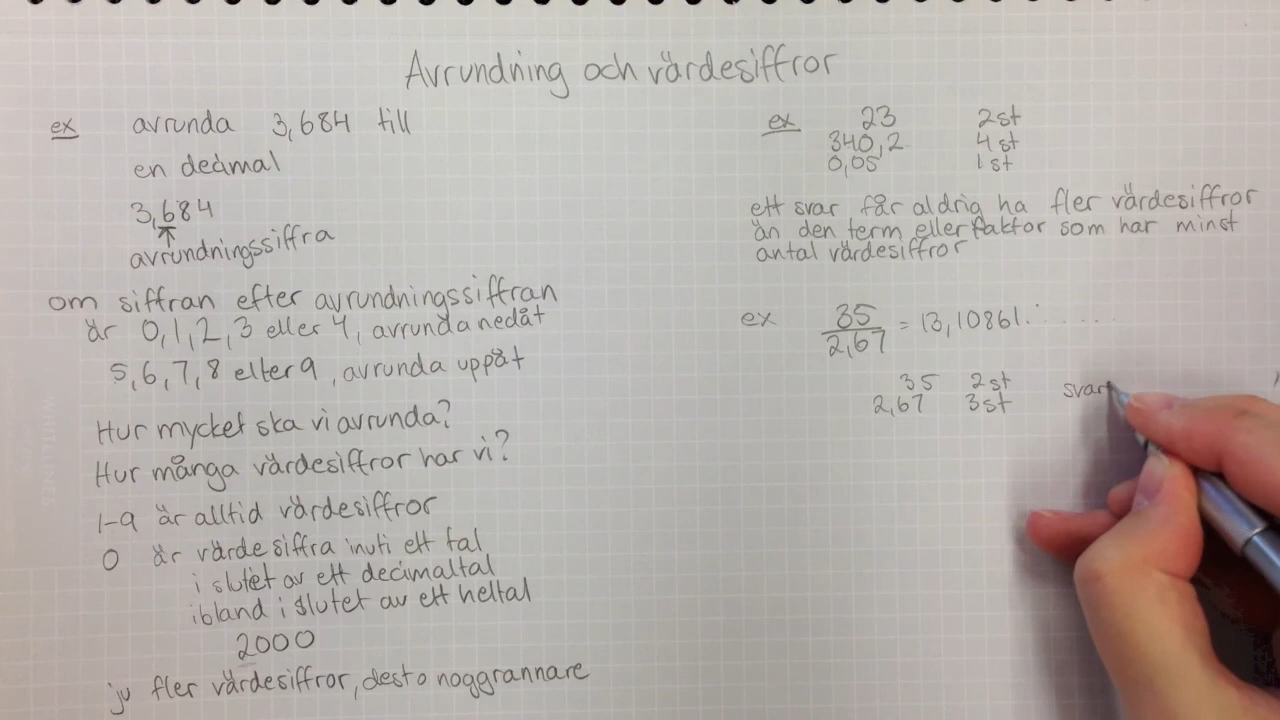 Avrundning och värdesiffror
ex avrunda 3,684 till
en decimal
3,684
avrundningssiffra
om siffran efter avrundningssiffran
är 0,1,2,3 eller 4, avrunda nedåt
5,6,7,8 eller 9, avrunda uppåt
Hur mycket ska vi avrunda?
Hur många värdesiffror har vi?
1-9 är alltid värdesiffror
0 är värdesiffra inuti ett tal
i slutet av ett decimaltal
ibland i slutet av ett heltal
2000
ju fler värdesiffror, desto noggrannare
ex 23 2st
340,2 4st
0,05 1st
ett svar får aldrig ha fler värdesiffror
än den term eller faktor som har minst
antal värdesiffror
ex 35/2,67 = 13,10861.......
35 2st
2,67 3st
svar